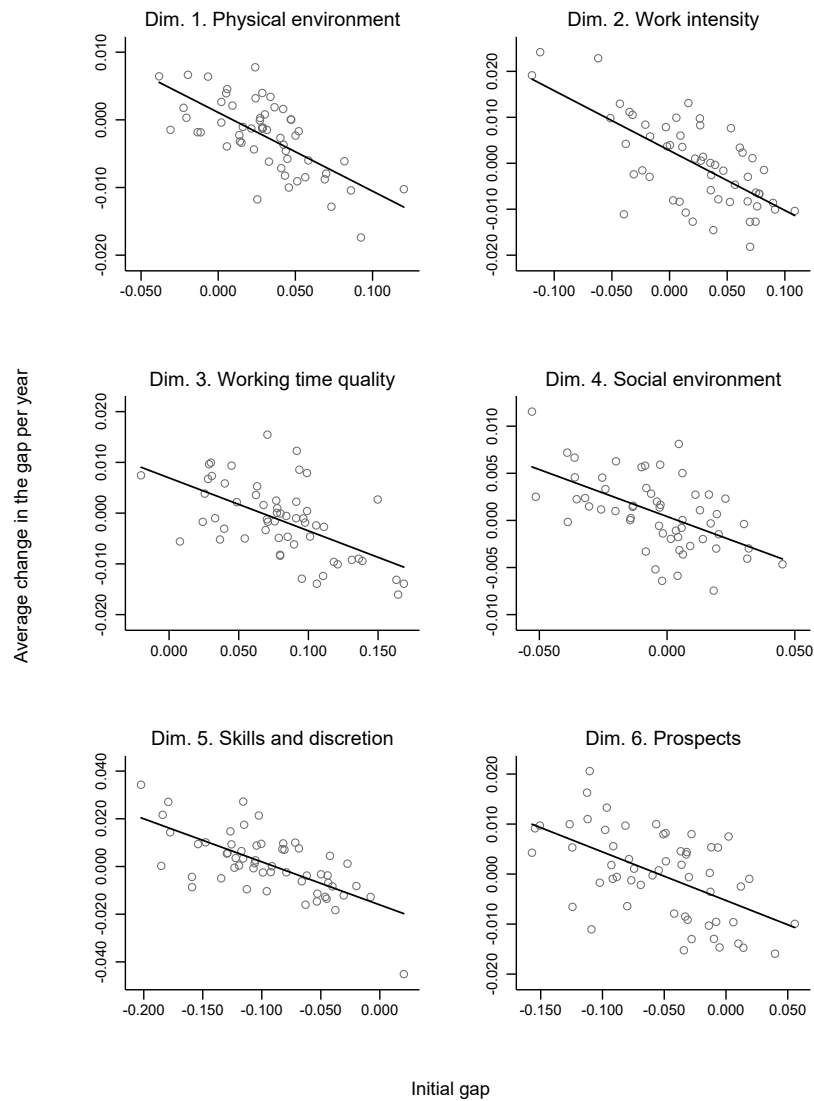 Dim. 1. Physical environment
0.010
0.000
-0.010
-0.020
-0.050 0.000 0.050 0.100
Dim. 2. Work intensity
0.020
0.010
0.000
-0.010
-0.020
-0.100 -0.050 0.000 0.050 0.100
Average change in the gap per year
Dim. 3. Working time quality
0.020
0.010
0.000
-0.010
-0.020
0.000 0.050 0.100 0.150
Dim. 4. Social environment
0.010
0.005
0.000
-0.005
-0.010
-0.050 0.000 0.050
Dim. 5. Skills and discretion
0.040
0.020
0.000
-0.020
-0.040
-0.200 -0.150 -0.100 -0.050 0.000
Dim. 6. Prospects
0.020
0.010
0.000
-0.010
-0.020
-0.150 -0.100 -0.050 0.000 0.050
Initial gap